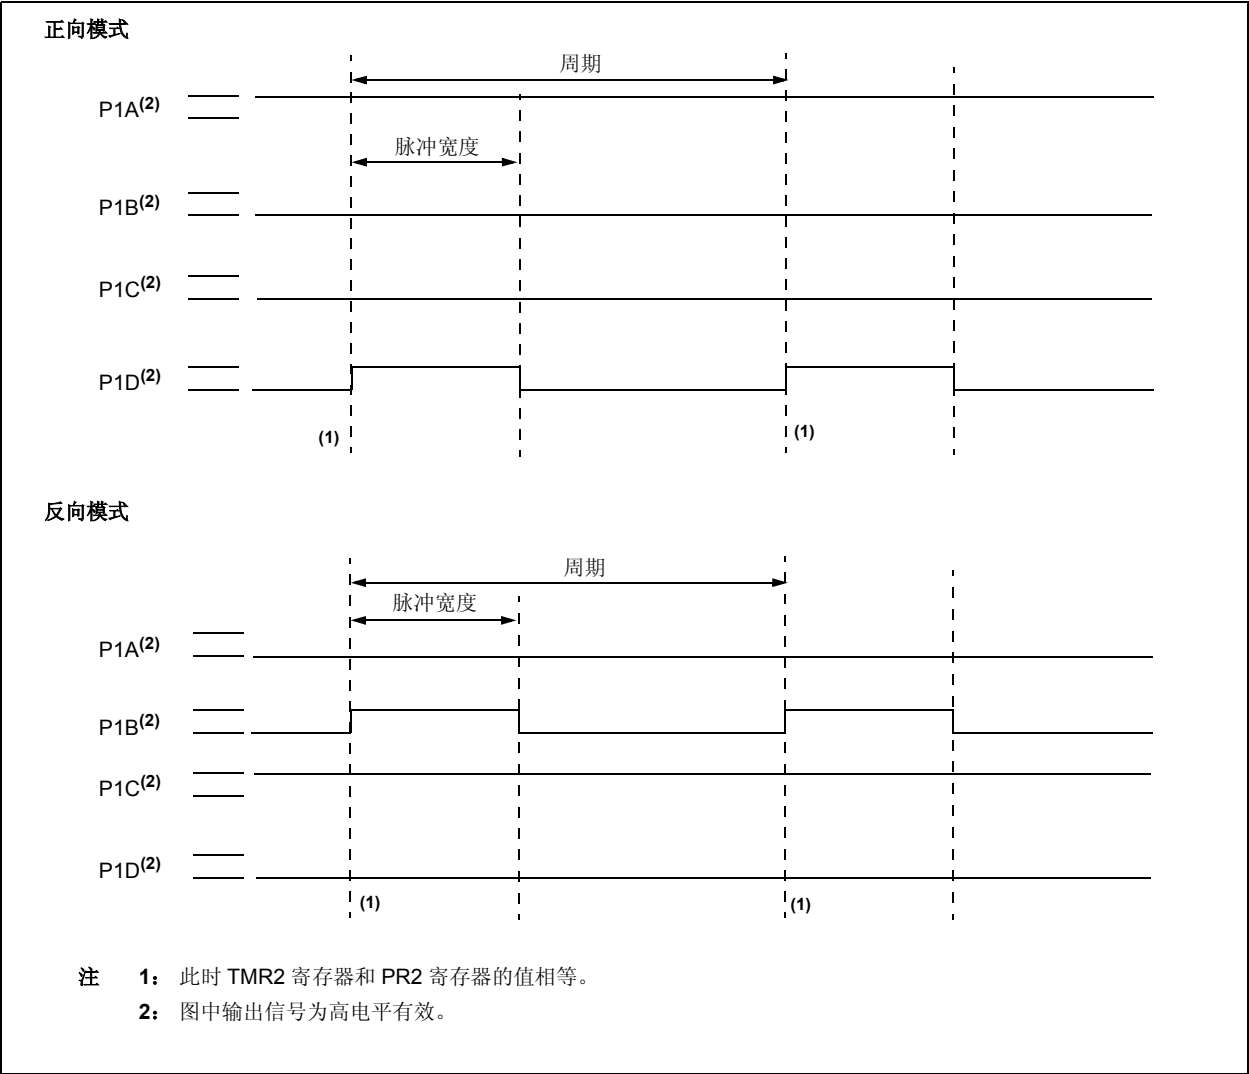 正向模式
周期
P1A(2)
脉冲宽度
P1B(2)
P1C(2)
P1D(2)
(1)
(1)
反向模式
周期
脉冲宽度
P1A(2)
P1B(2)
P1C(2)
P1D(2)
(1)
(1)
注 1： 此时 TMR2 寄存器和 PR2 寄存器的值相等。
2： 图中输出信号为高电平有效。